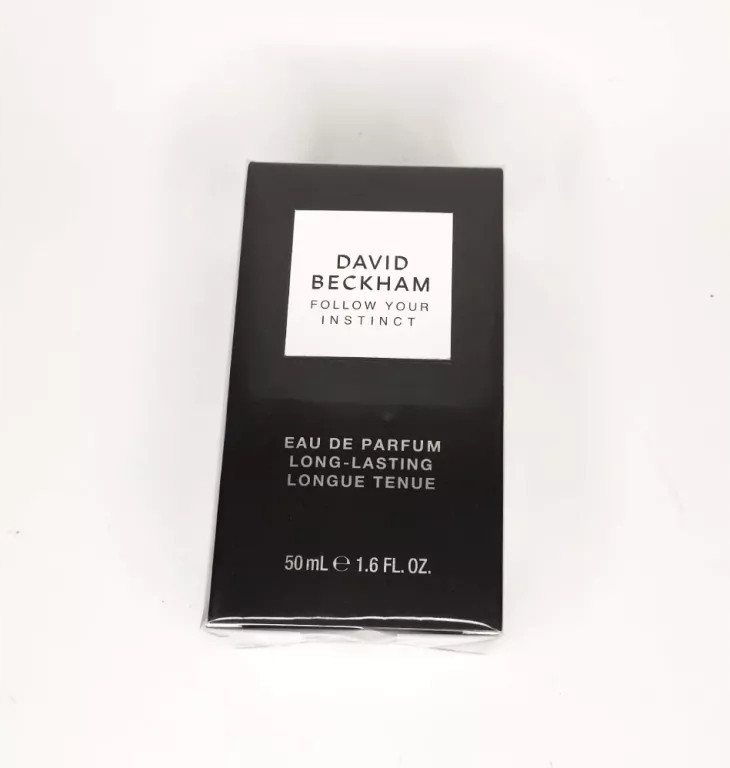 DAVID
BECKHAM
FOLLOW YOUR
INSTINCT
EAU DE PARFUM
LONG-LASTING
LONGUE TENUE
50 mL ℮ 1.6 FL. OZ.